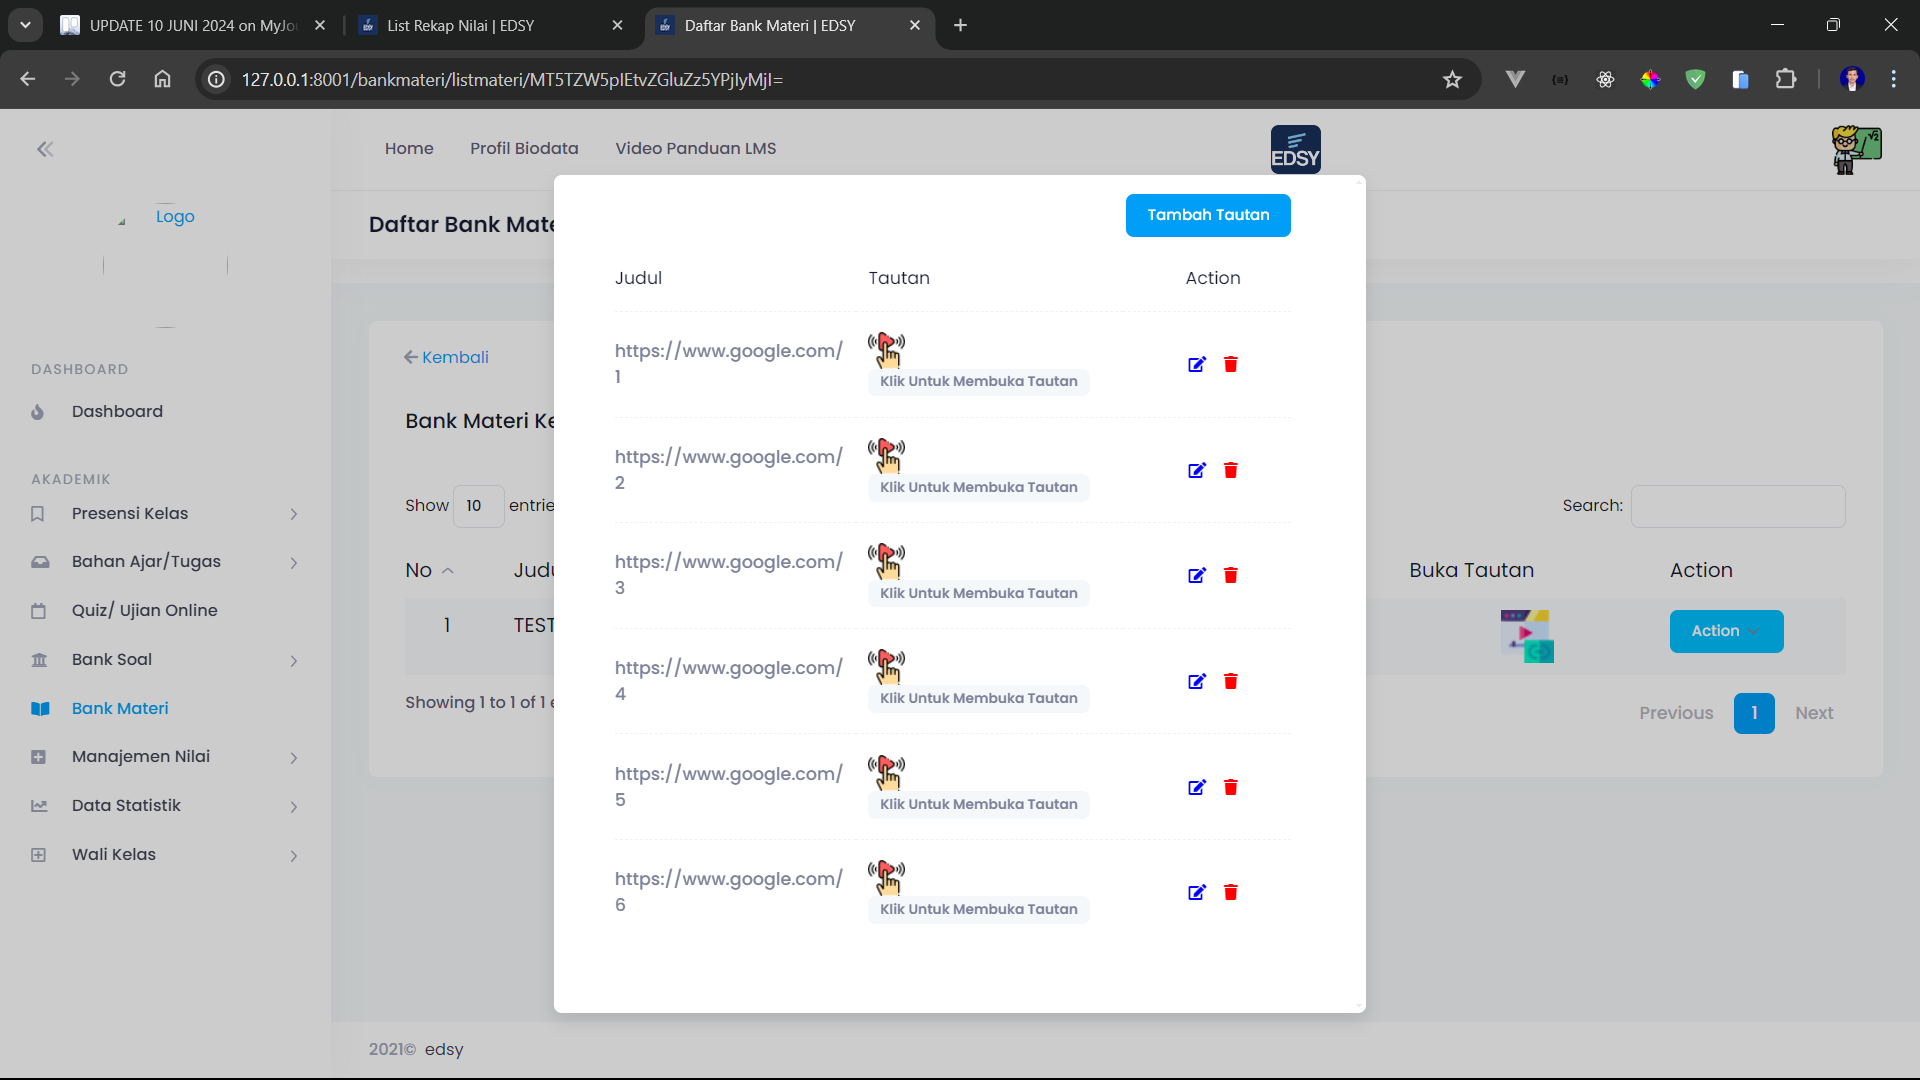 UPDATE 10 JUNI 2024 on MyJo
List Rekap Nilai | EDSY
Daftar Bank Materi | EDSY
127.0.0.1:8001/bankmateri/listmateri/MT5TZW5pIEtvZGluZz5YPjIyMjI=
Home
Profil Biodata
Video Panduan LMS
EDSY
Logo
Daftar Bank Mate
Tambah Tautan
Judul
Tautan
Action
https://www.google.com/
1
Klik Untuk Membuka Tautan
https://www.google.com/
2
Klik Untuk Membuka Tautan
https://www.google.com/
3
Klik Untuk Membuka Tautan
https://www.google.com/
4
Klik Untuk Membuka Tautan
https://www.google.com/
5
Klik Untuk Membuka Tautan
https://www.google.com/
6
Klik Untuk Membuka Tautan
DASHBOARD
Dashboard
AKADEMIK
Presensi Kelas
Bahan Ajar/Tugas
Quiz/ Ujian Online
Bank Soal
Bank Materi
Manajemen Nilai
Data Statistik
Wali Kelas
Kembali
Bank Materi Ke
Show 10 entrie
Search:
No
Judu
Buka Tautan
Action
1
TEST
Action
Showing 1 to 1 of 1 e
Previous 1 Next
2021© edsy